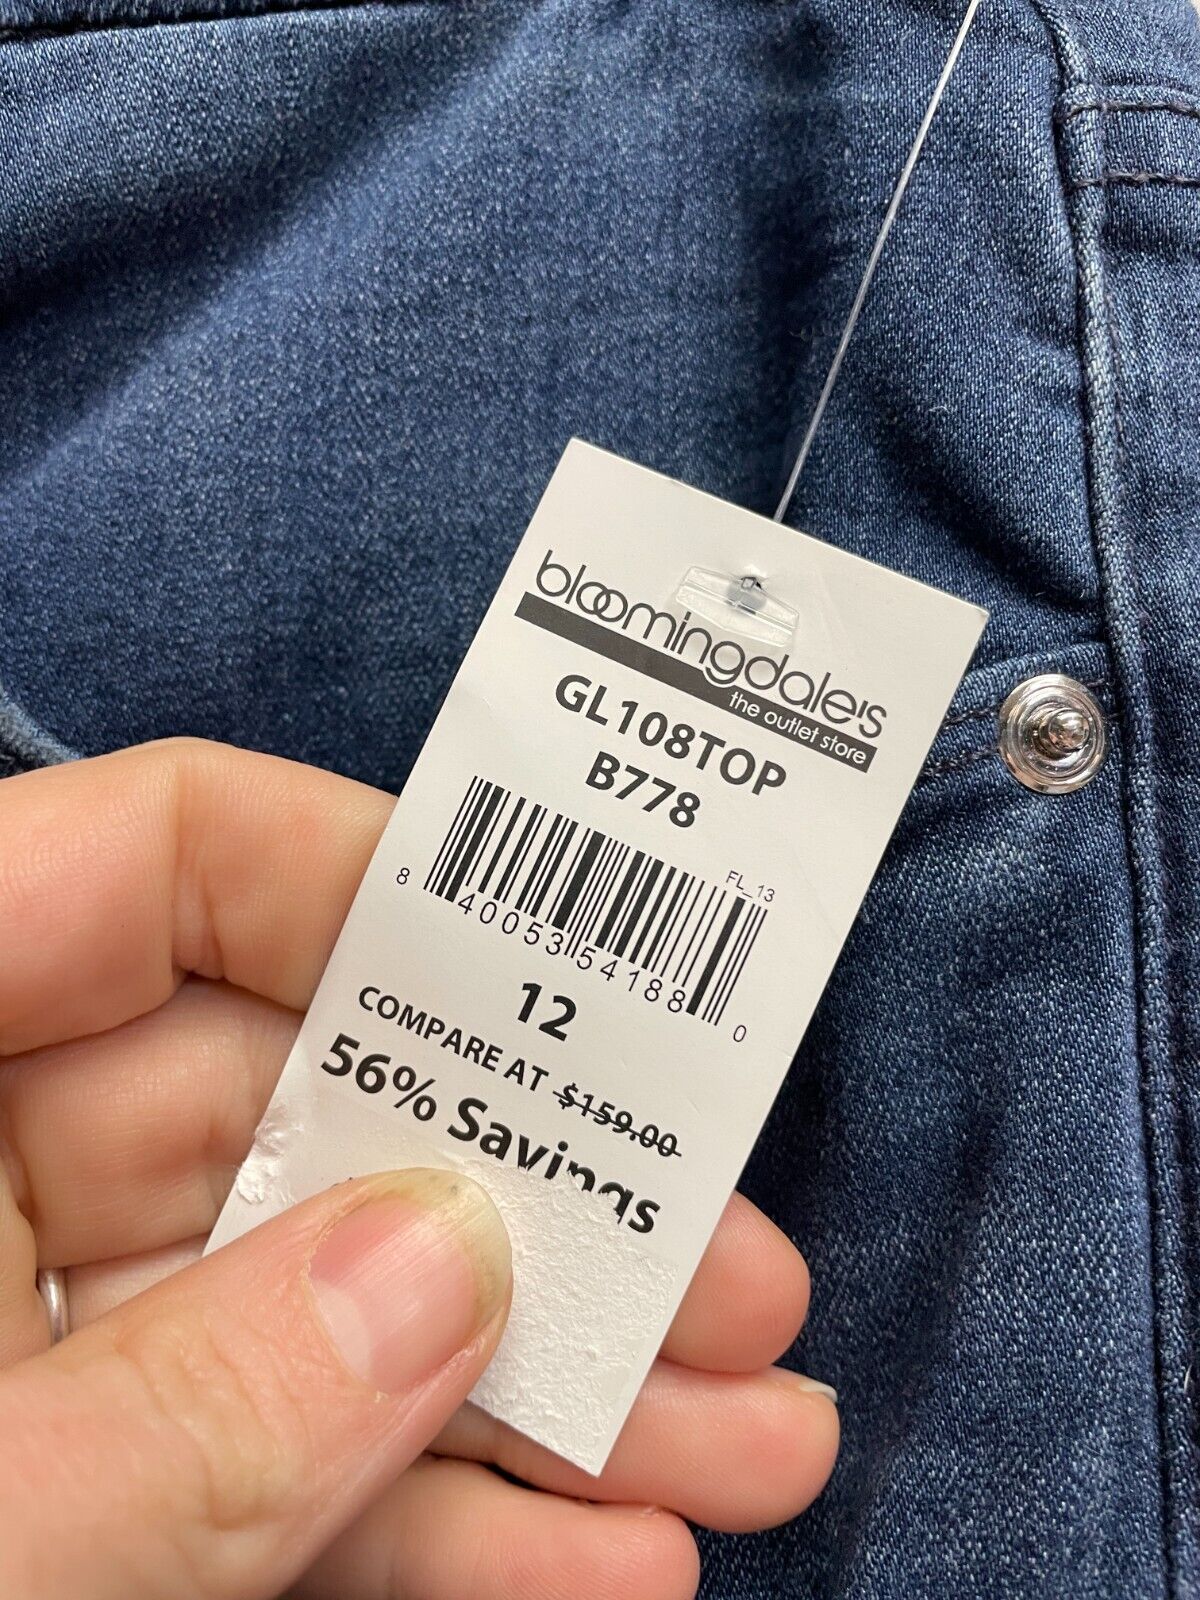 bloomingdale's
the outlet store
GL108TOP
B778
FL_13
8 40053 54188 0
12
COMPARE AT $159.00
56% Savings